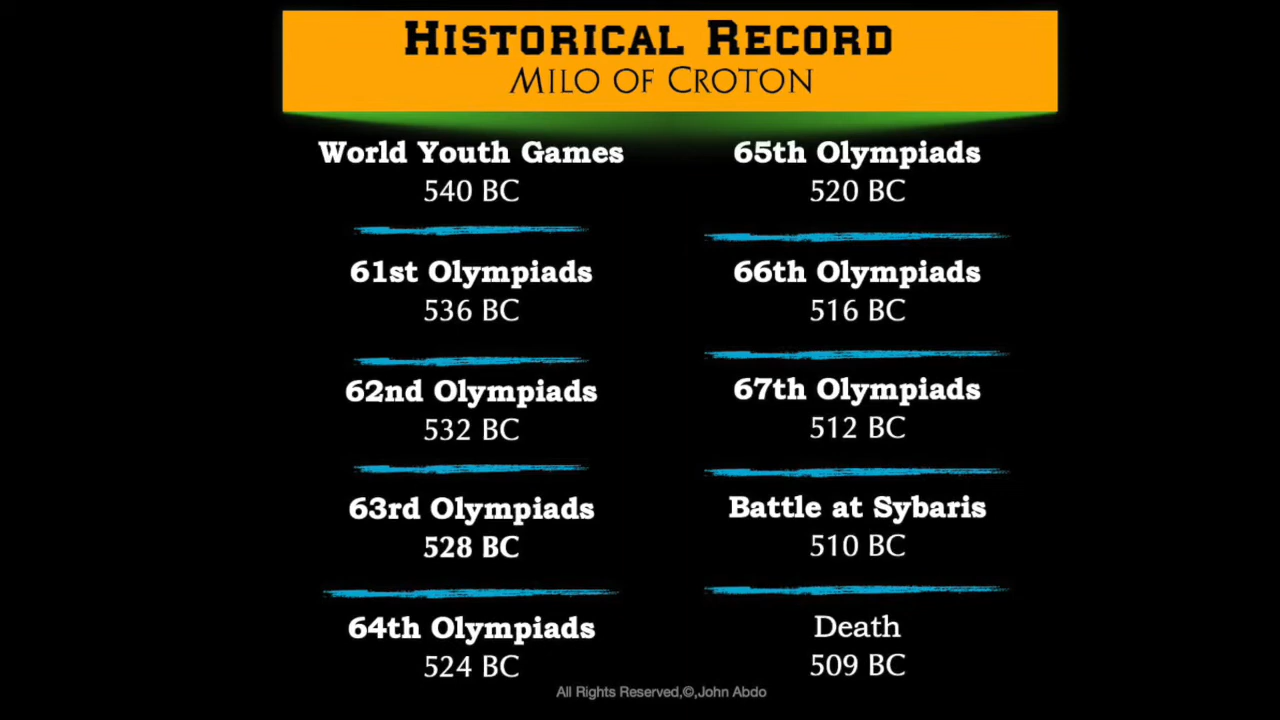 Historical Record
Milo of Croton
World Youth Games
540 BC
61st Olympiads
536 BC
62nd Olympiads
532 BC
63rd Olympiads
528 BC
64th Olympiads
524 BC
65th Olympiads
520 BC
66th Olympiads
516 BC
67th Olympiads
512 BC
Battle at Sybaris
510 BC
Death
509 BC
All Rights Reserved,©,John Abdo